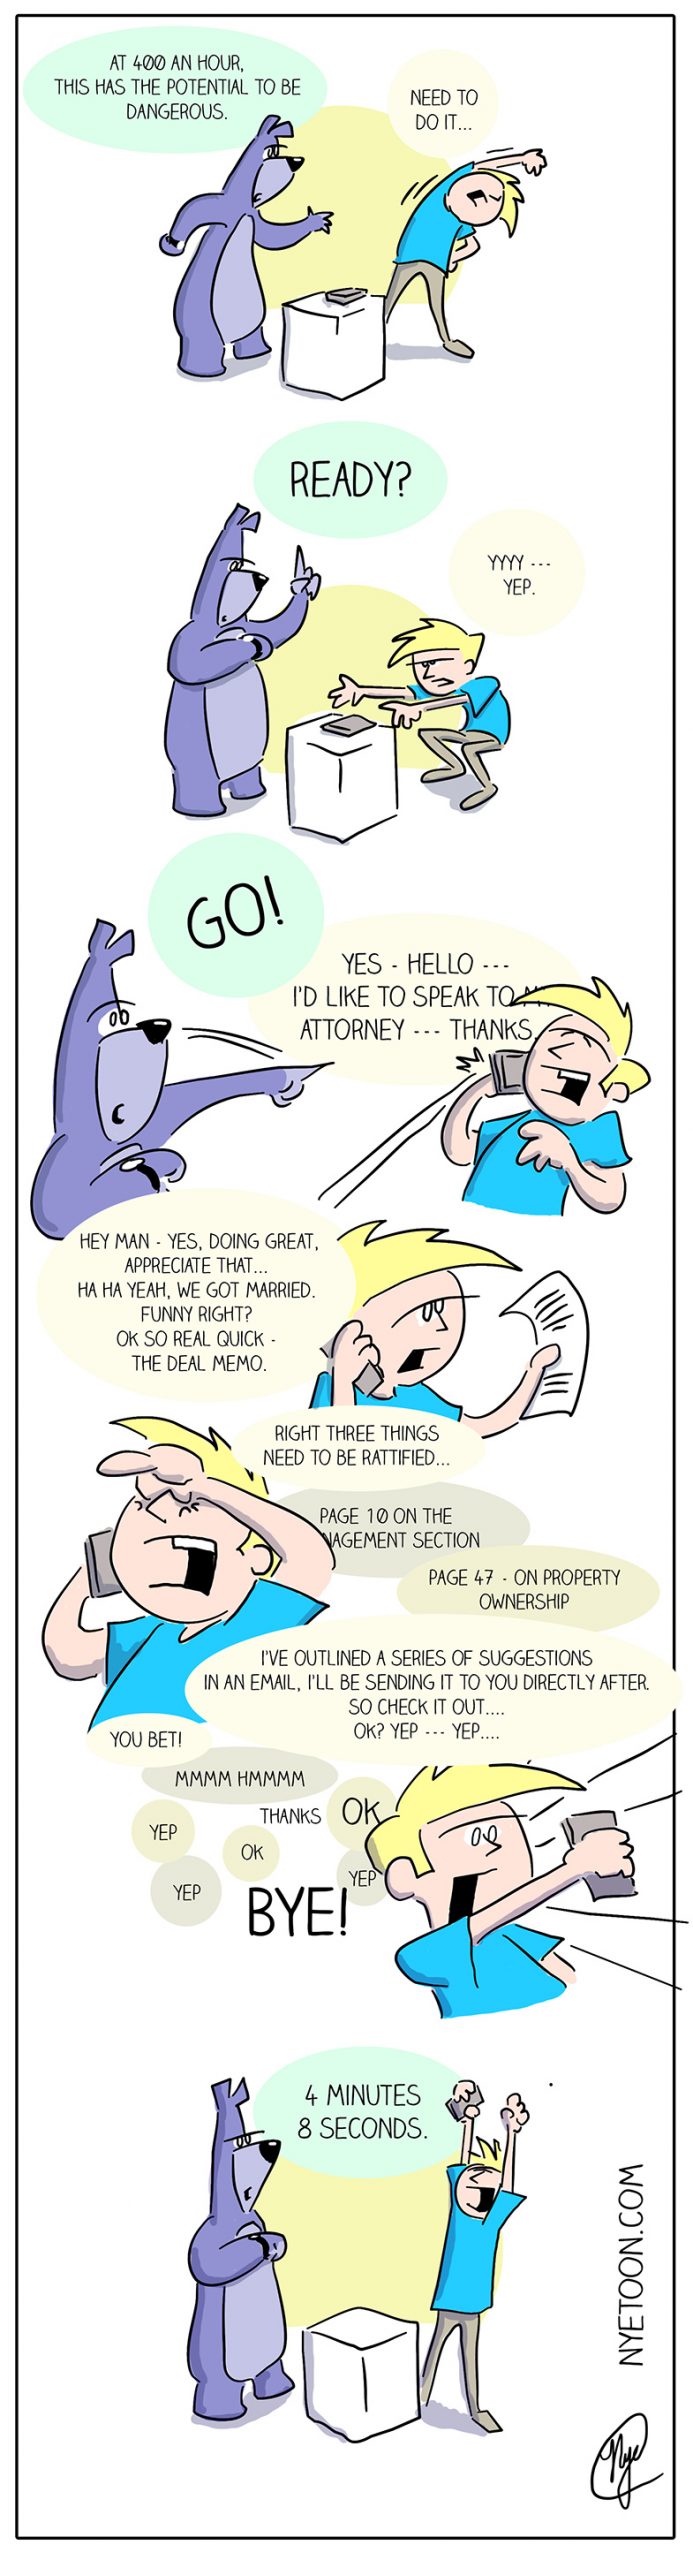 AT 400 AN HOUR,
THIS HAS THE POTENTIAL TO BE
DANGEROUS.
NEED TO
DO IT...
READY?
YYYY ---
YEP.
GO!
YES - HELLO ---
I'D LIKE TO SPEAK TO
ATTORNEY --- THANKS.
HEY MAN - YES, DOING GREAT,
APPRECIATE THAT...
HA HA YEAH, WE GOT MARRIED.
FUNNY RIGHT?
OK SO REAL QUICK -
THE DEAL MEMO.
RIGHT THREE THINGS
NEED TO BE RATTIFIED...
PAGE 10 ON THE
NAGEMENT SECTION
PAGE 47 - ON PROPERTY
OWNERSHIP
I'VE OUTLINED A SERIES OF SUGGESTIONS
IN AN EMAIL, I'LL BE SENDING IT TO YOU DIRECTLY AFTER.
SO CHECK IT OUT....
OK? YEP --- YEP....
YOU BET!
MMMM HMMMM
THANKS
OK
YEP
OK
YEP
YEP
BYE!
4 MINUTES
8 SECONDS.
NYETOON.COM
Nye